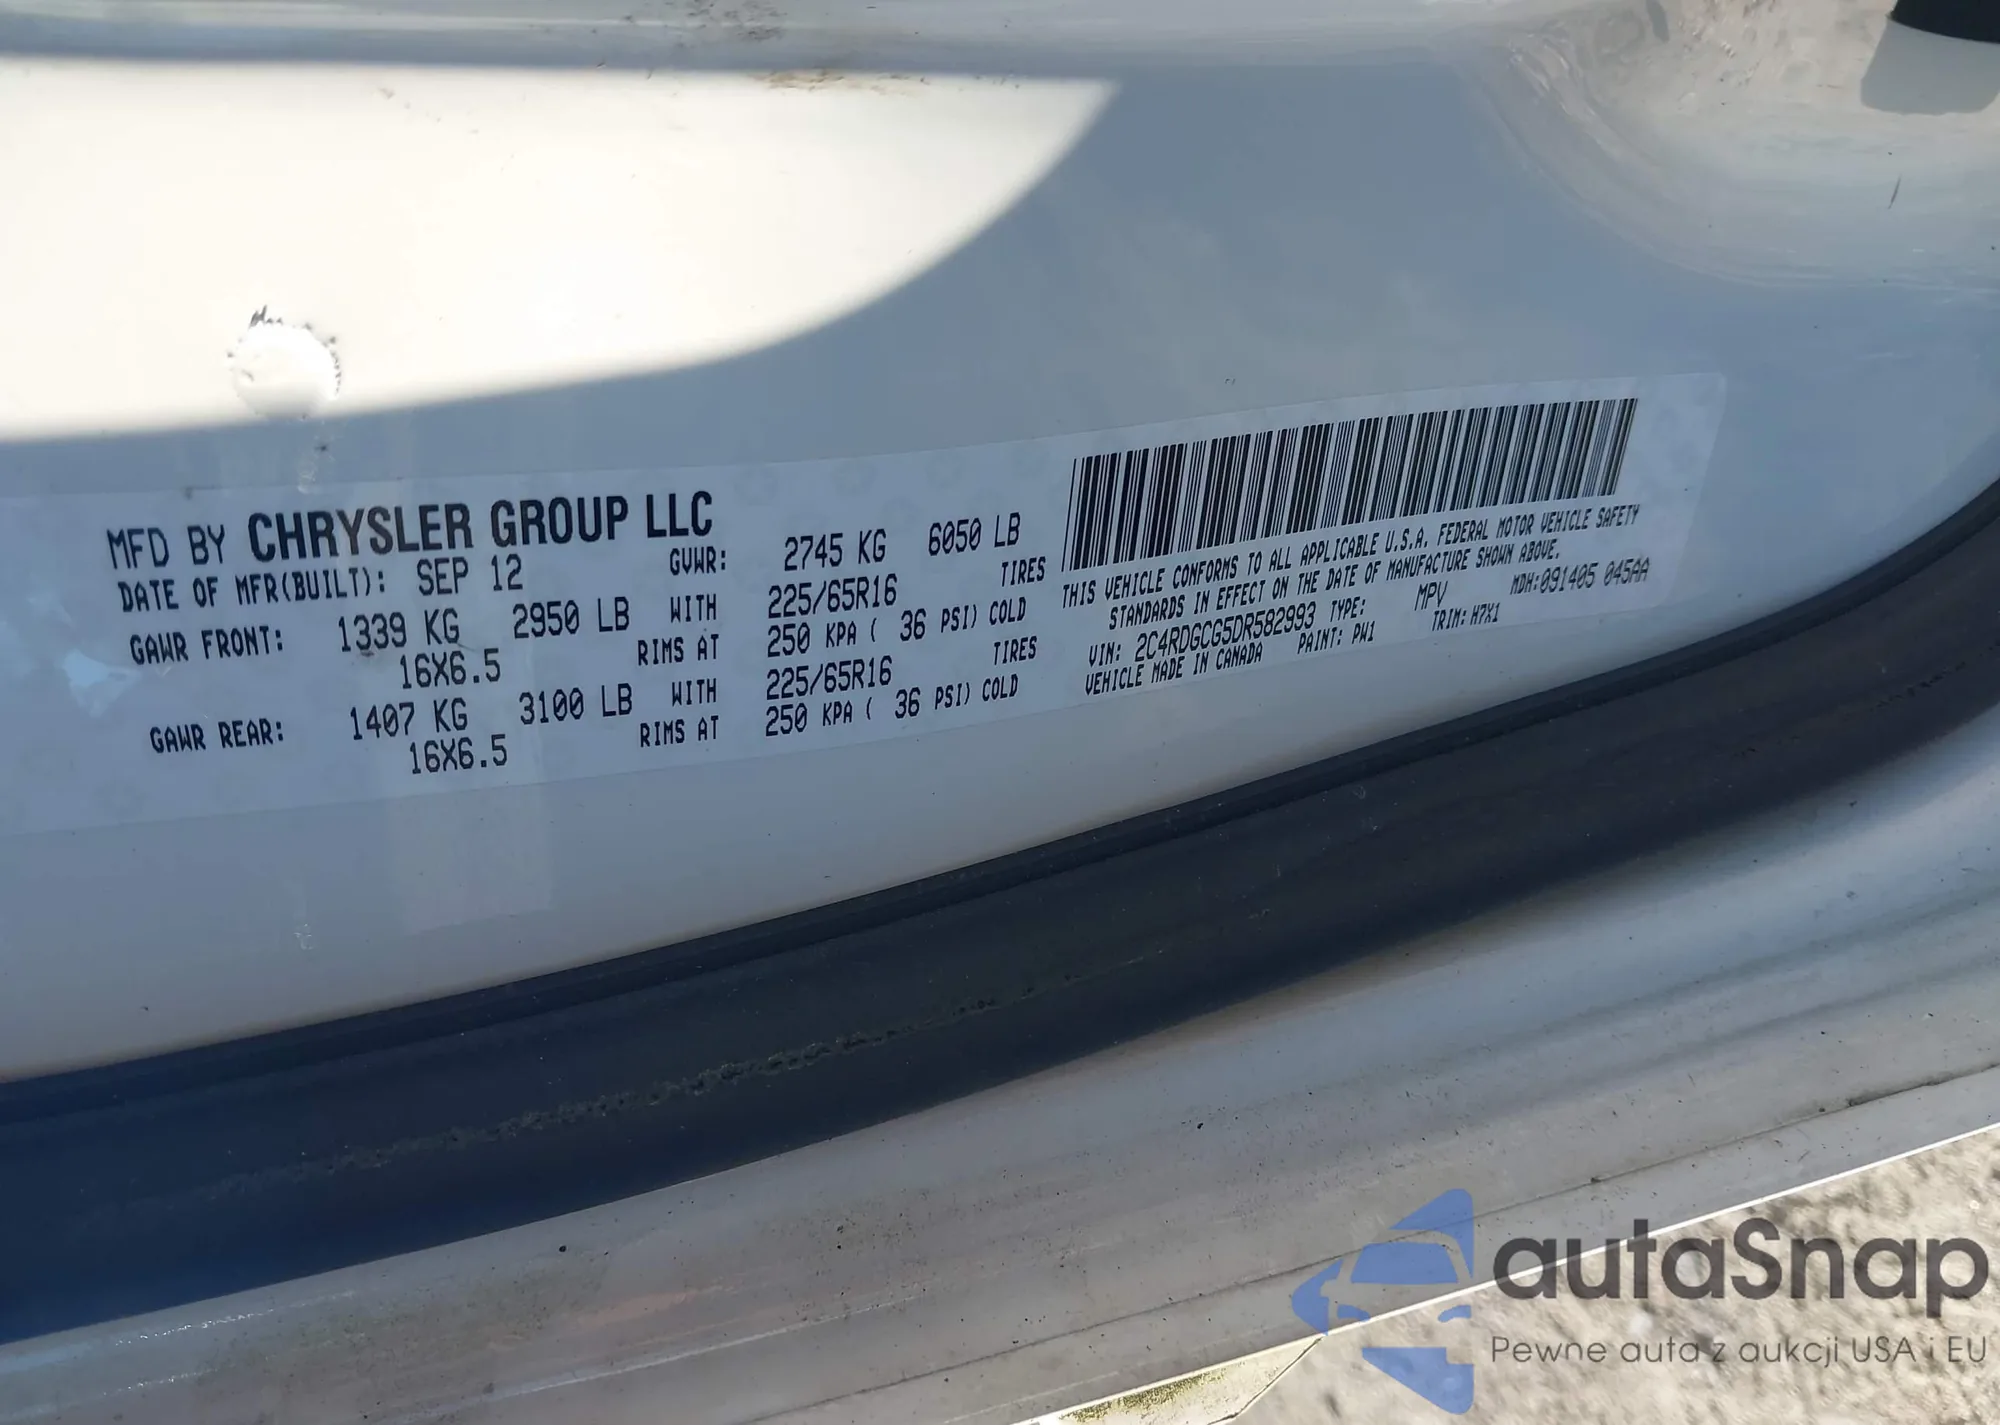 MFD BY CHRYSLER GROUP LLC
DATE OF MFR(BUILT): SEP 12 GVWR: 2745 KG 6050 LB
GAWR FRONT: 1339 KG 2950 LB WITH 225/65R16 TIRES
16X6.5 RIMS AT 250 KPA ( 36 PSI) COLD
GAWR REAR: 1407 KG 3100 LB WITH 225/65R16 TIRES
16X6.5 RIMS AT 250 KPA ( 36 PSI) COLD
THIS VEHICLE CONFORMS TO ALL APPLICABLE U.S.A. FEDERAL MOTOR VEHICLE SAFETY
STANDARDS IN EFFECT ON THE DATE OF MANUFACTURE SHOWN ABOVE.
VIN: 2C4RDGCG5DR582993 TYPE: MPV MDH:091405 045AA
VEHICLE MADE IN CANADA PAINT: PW1 TRIM: H7X1
autaSnap
Pewne auta z aukcji USA i EU